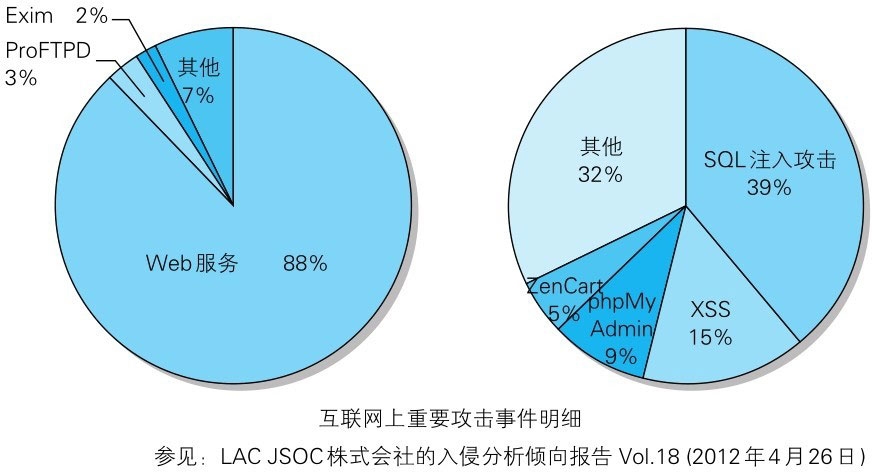 Exim 2%
ProFTPD
3%
其他
7%
Web服务 88%
其他
32%
SQL注入攻击
39%
ZenCart
5%
phpMy
Admin
9%
XSS
15%
互联网上重要攻击事件明细
参见：LAC JSOC株式会社的入侵分析倾向报告 Vol.18 (2012年4月26日)